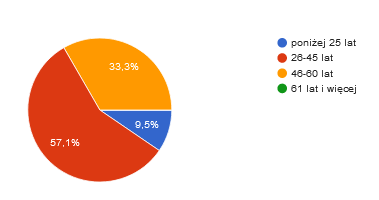 33,3%
9,5%
57,1%
poniżej 25 lat
26-45 lat
46-60 lat
61 lat i więcej